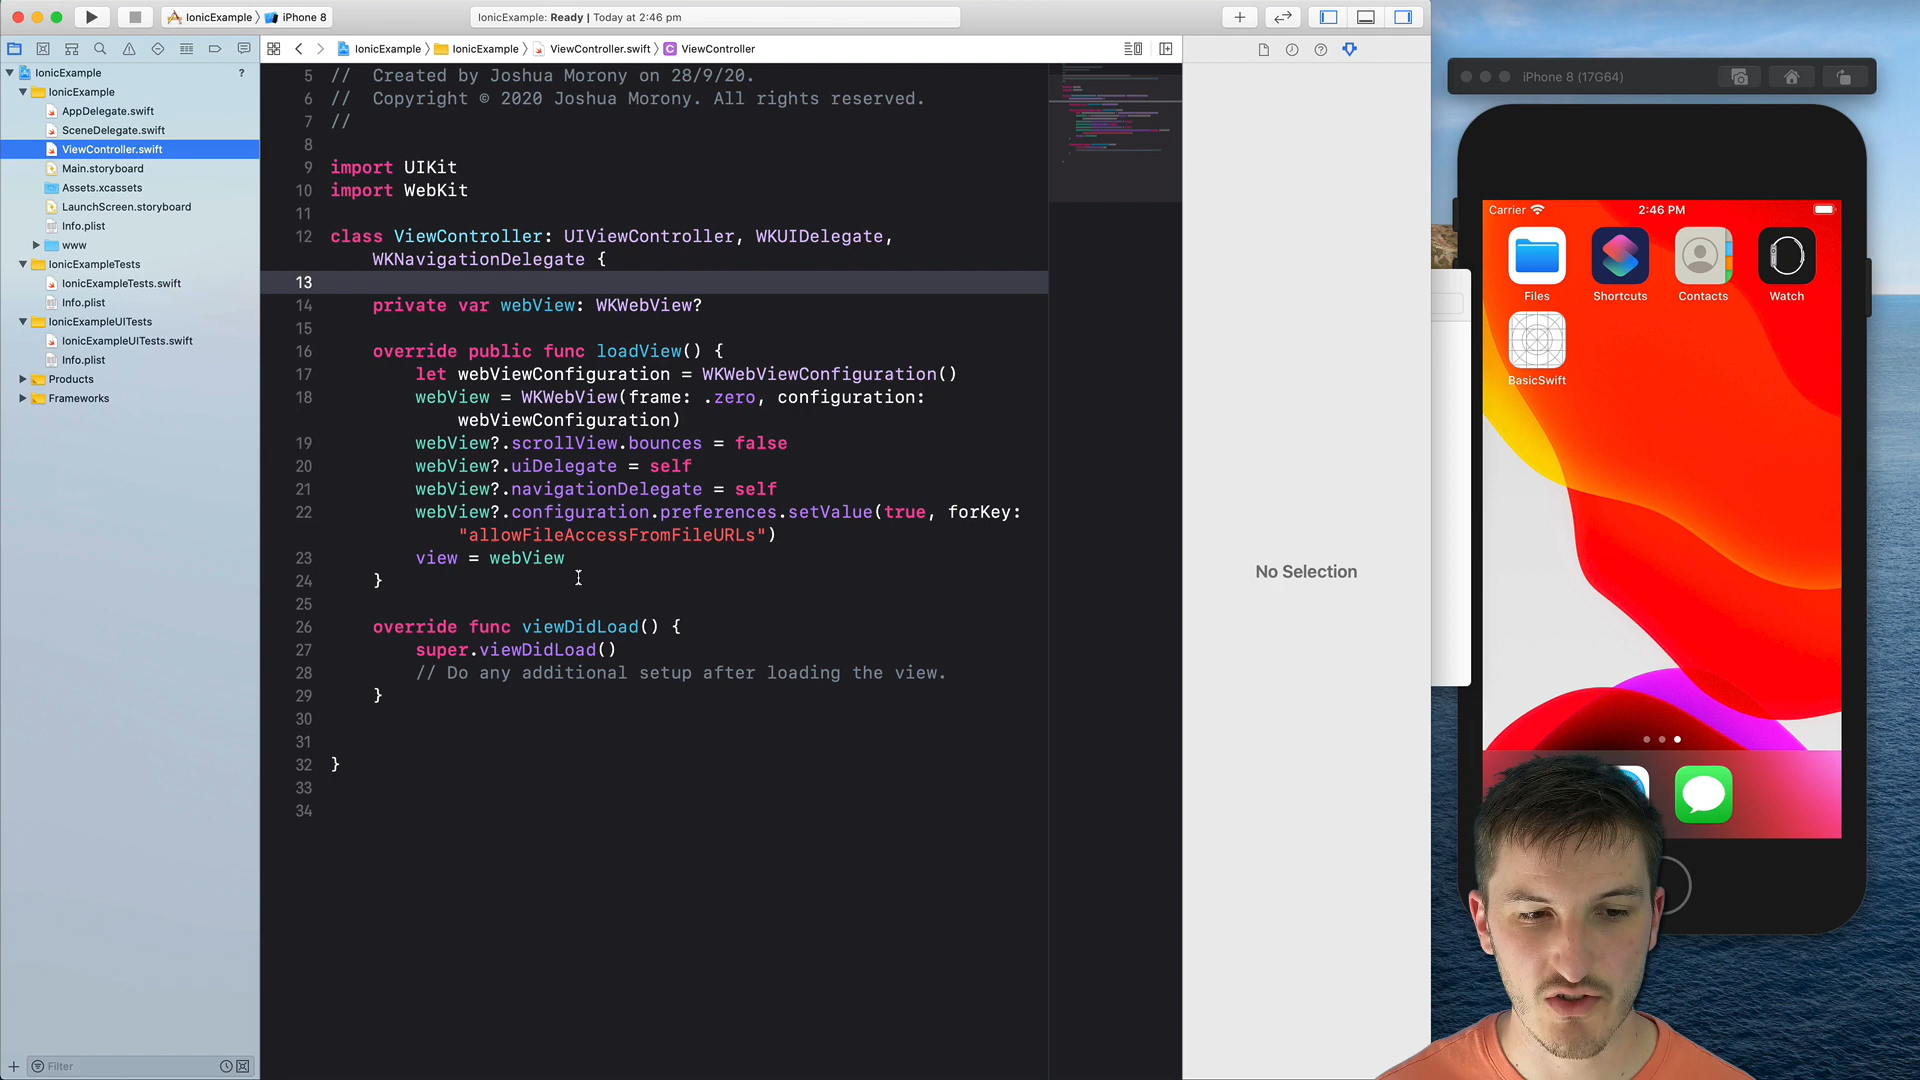 IonicExample
iPhone 8
IonicExample: Ready | Today at 2:46 pm
IonicExample
IonicExample
ViewController.swift
ViewController
IonicExample
?
IonicExample
AppDelegate.swift
SceneDelegate.swift
ViewController.swift
Main.storyboard
Assets.xcassets
LaunchScreen.storyboard
Info.plist
www
IonicExampleTests
IonicExampleTests.swift
Info.plist
IonicExampleUITests
IonicExampleUITests.swift
Info.plist
Products
Frameworks
Filter
5 //  Created by Joshua Morony on 28/9/20.
6 //  Copyright © 2020 Joshua Morony. All rights reserved.
7 //
8
9 import UIKit
10 import WebKit
11
12 class ViewController: UIViewController, WKUIDelegate,
WKNavigationDelegate {
13
14 private var webView: WKWebView?
15
16 override public func loadView() {
17 let webViewConfiguration = WKWebViewConfiguration()
18 webView = WKWebView(frame: .zero, configuration:
webViewConfiguration)
19 webView?.scrollView.bounces = false
20 webView?.uiDelegate = self
21 webView?.navigationDelegate = self
22 webView?.configuration.preferences.setValue(true, forKey:
"allowFileAccessFromFileURLs")
23 view = webView
24 }
25
26 override func viewDidLoad() {
27 super.viewDidLoad()
28 // Do any additional setup after loading the view.
29 }
30
31
32 }
33
34
No Selection
iPhone 8 (17G64)
Carrier
2:46 PM
Files
Shortcuts
Contacts
Watch
BasicSwift